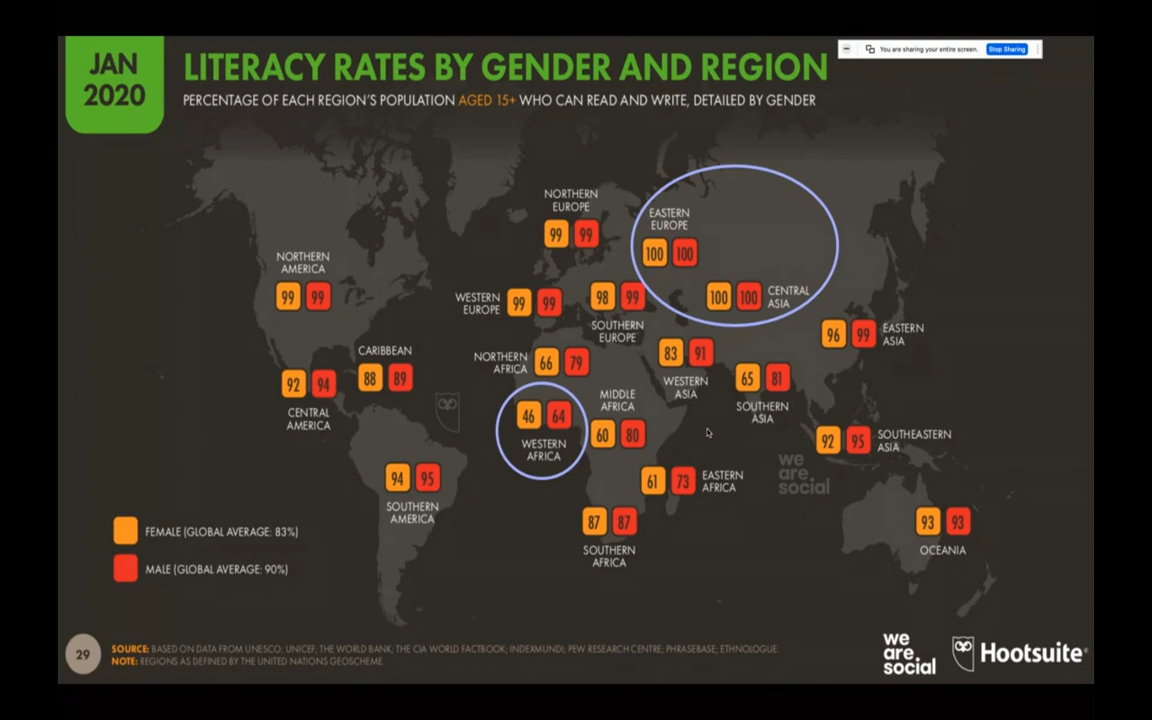 JAN
2020
LITERACY RATES BY GENDER AND REGION
PERCENTAGE OF EACH REGION'S POPULATION AGED 15+ WHO CAN READ AND WRITE, DETAILED BY GENDER
You are sharing your entire screen.
Stop Sharing
NORTHERN
EUROPE
99 99
EASTERN
EUROPE
100 100
NORTHERN
AMERICA
99 99
WESTERN
EUROPE
99 99
98 99
SOUTHERN
EUROPE
100 100
CENTRAL
ASIA
96 99
EASTERN
ASIA
CARIBBEAN
88 89
92 94
CENTRAL
AMERICA
NORTHERN
AFRICA
66 79
83 91
WESTERN
ASIA
65 81
SOUTHERN
ASIA
46 64
WESTERN
AFRICA
MIDDLE
AFRICA
60 80
92 95
SOUTHEASTERN
ASIA
we
are.
social
94 95
SOUTHERN
AMERICA
61 73
EASTERN
AFRICA
87 87
SOUTHERN
AFRICA
93 93
OCEANIA
FEMALE (GLOBAL AVERAGE: 83%)
MALE (GLOBAL AVERAGE: 90%)
29
SOURCE: BASED ON DATA FROM UNESCO; UNICEF; THE WORLD BANK; THE CIA WORLD FACTBOOK; INDEXMUNDI; PEW RESEARCH CENTRE; PHRASEBASE; ETHNOLOGUE.
NOTE: REGIONS AS DEFINED BY THE UNITED NATIONS GEOSCHEME.
we
are
social
Hootsuite®